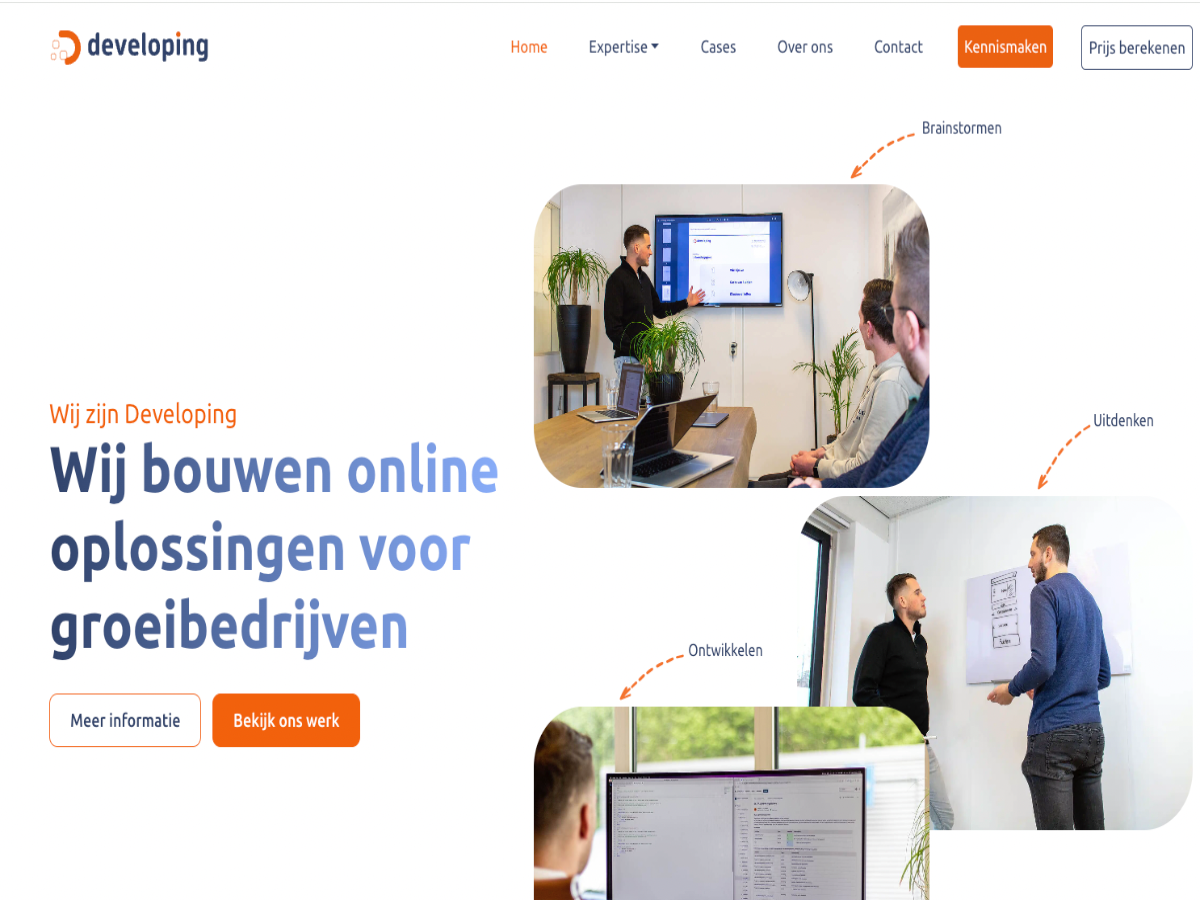 developing
Home
Expertise
Cases
Over ons
Contact
Kennismaken
Prijs berekenen
Brainstormen
Uitdenken
Wij zijn Developing
Wij bouwen online
oplossingen voor
groeibedrijven
Ontwikkelen
Meer informatie
Bekijk ons werk